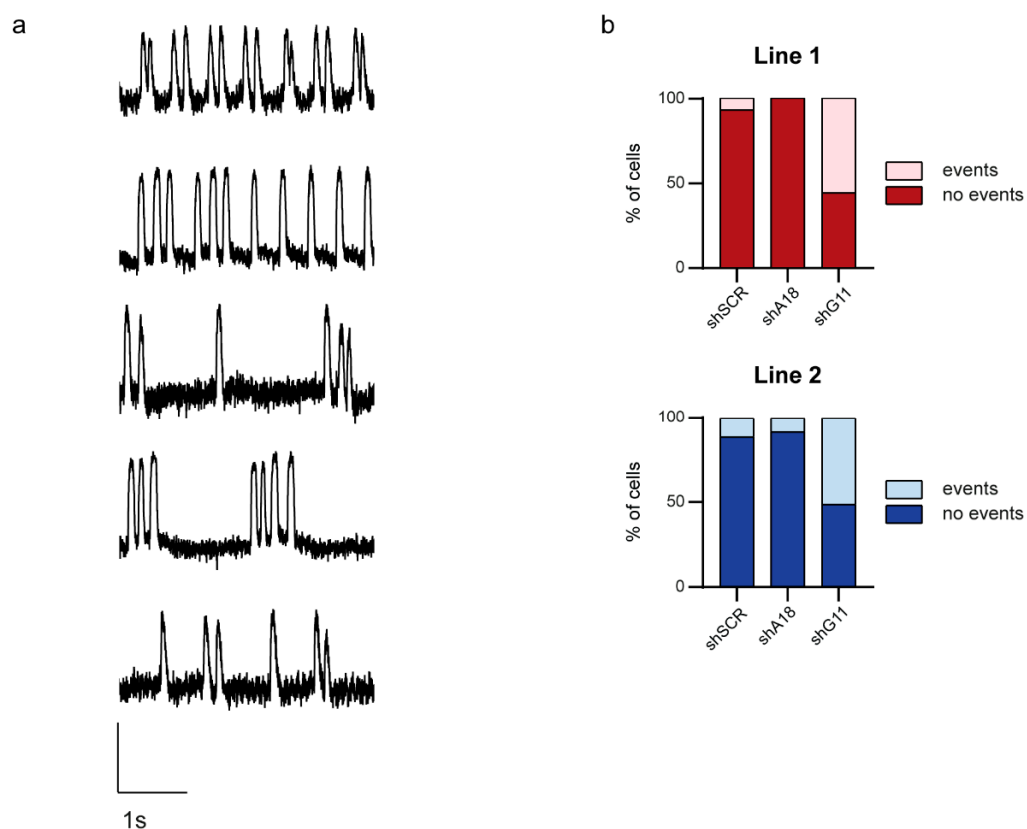 a
1s
b
Line 1
% of cells
100
50
0
shSCR
shA18
shG11
events
no events
Line 2
% of cells
100
50
0
shSCR
shA18
shG11
events
no events